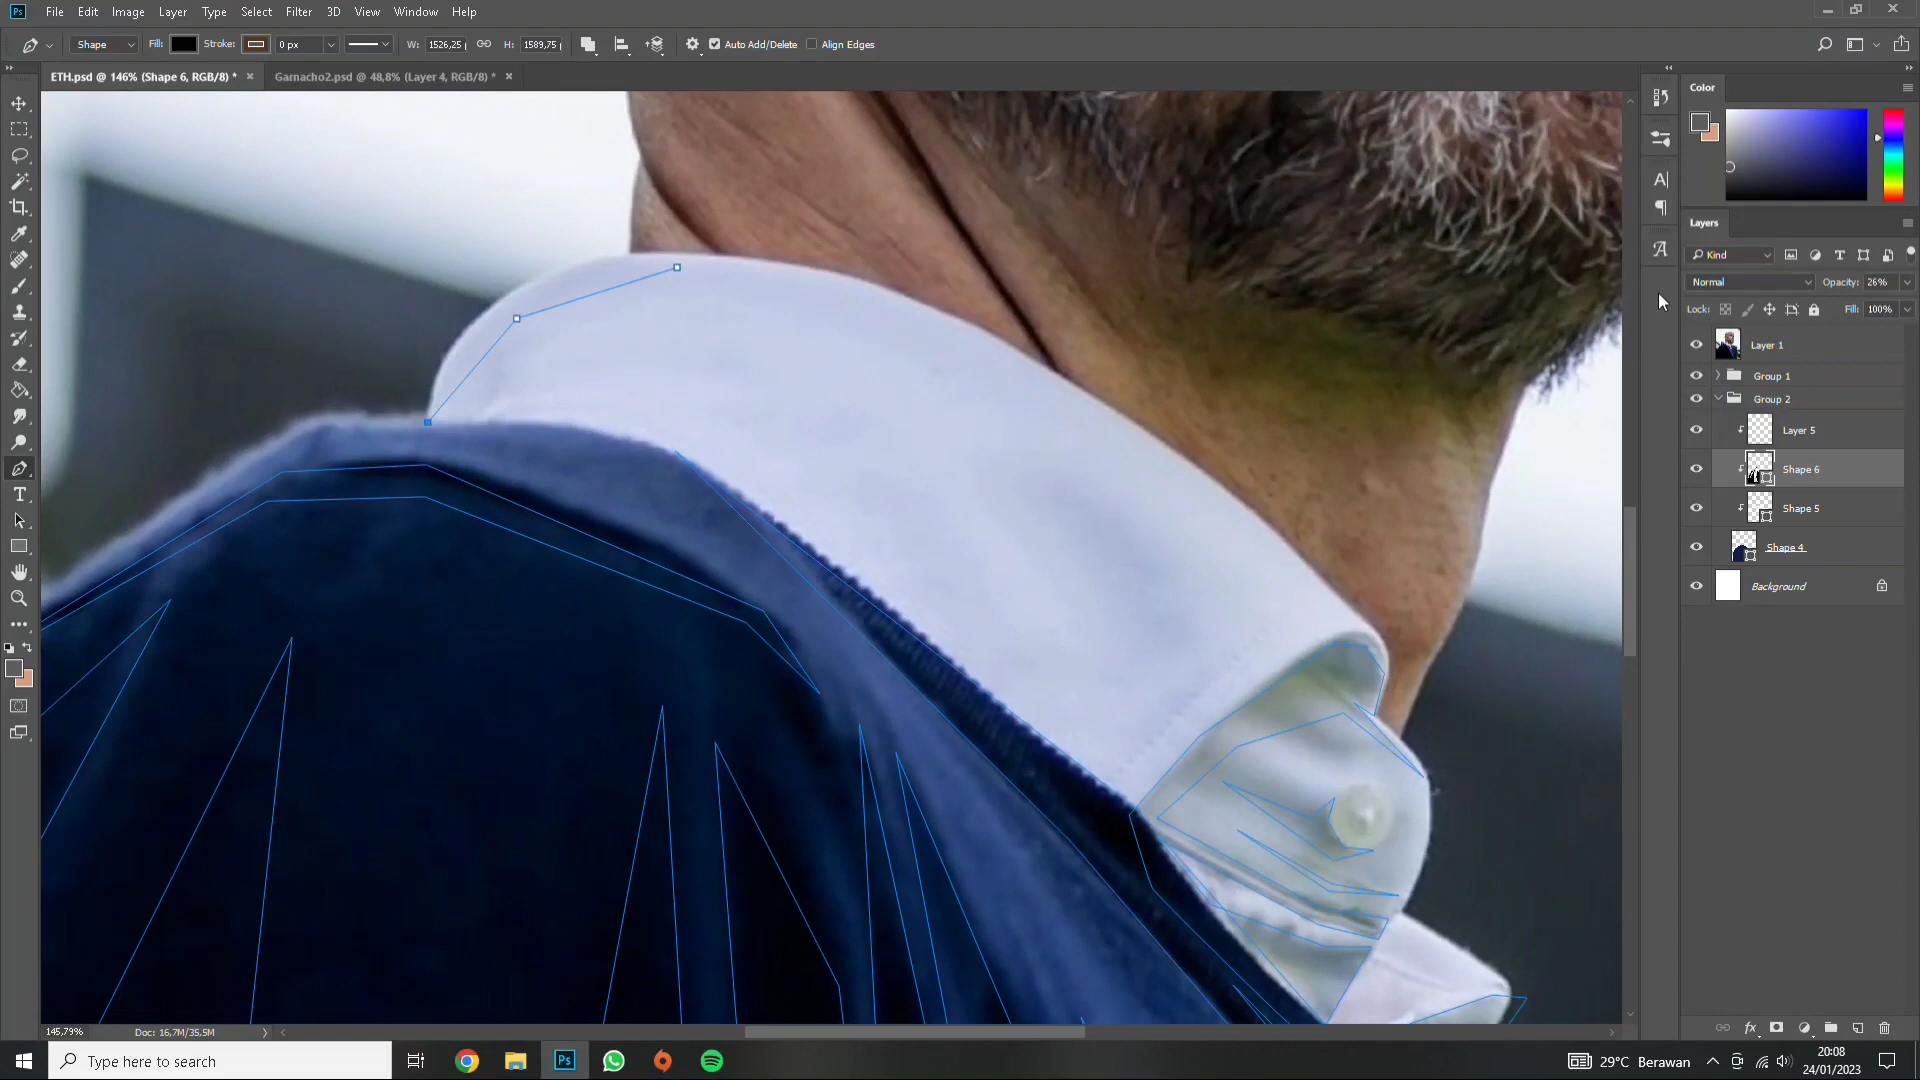 Ps File Edit Image Layer Type Select Filter 3D View Window Help
Shape Fill: Stroke: 0 px W: 1526,25 H: 1589,75 Auto Add/Delete Align Edges
ETH.psd @ 146% (Shape 6, RGB/8) * × Garnacho2.psd @ 48,8% (Layer 4, RGB/8) * ×
Color
Layers
Kind
Normal Opacity: 26%
Lock: Fill: 100%
Layer 1
Group 1
Group 2
Layer 5
Shape 6
Shape 5
Shape 4
Background
145,79% Doc: 16,7M/35,5M
Type here to search Ps 29°C Berawan 20:08
24/01/2023